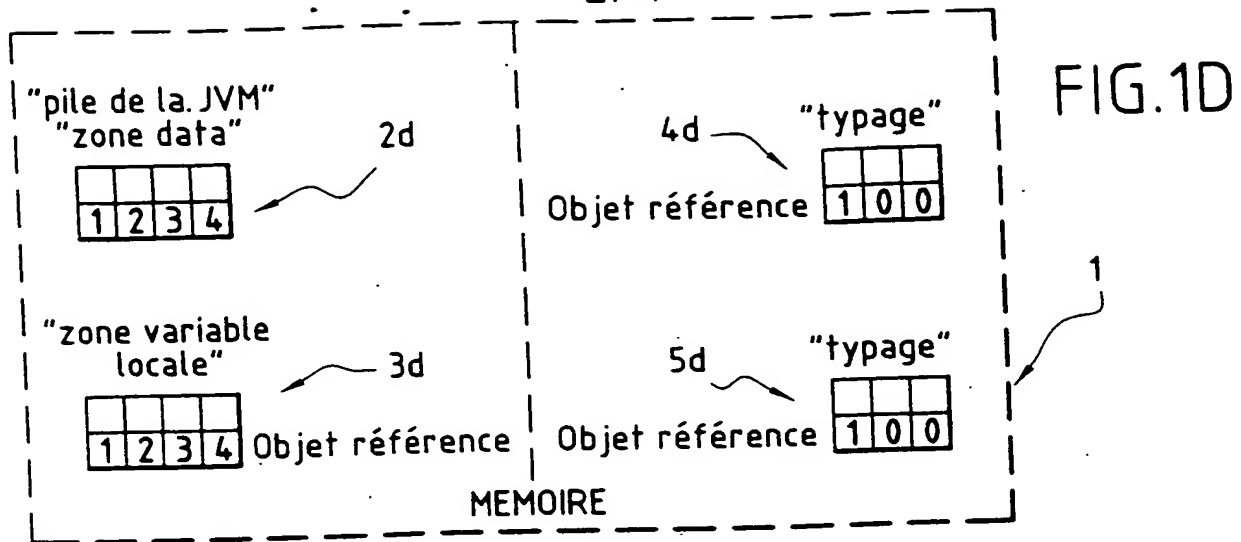 FIG.1D
"pile de la. JVM"
"zone data"
2d
1 2 3 4
4d
"typage"
Objet référence 1 0 0
1
"zone variable
locale"
3d
1 2 3 4 Objet référence
5d
"typage"
Objet référence 1 0 0
MEMOIRE